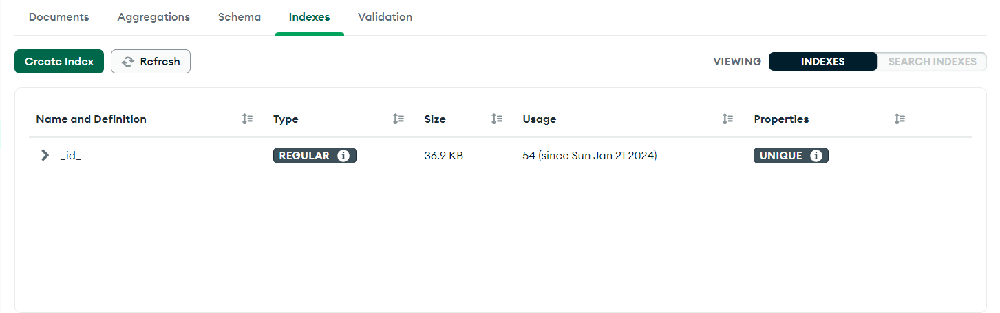 Documents Aggregations Schema Indexes Validation
Create Index Refresh VIEWING INDEXES SEARCH INDEXES
Name and Definition Type Size Usage Properties
_id_ REGULAR 36.9 KB 54 (since Sun Jan 21 2024) UNIQUE